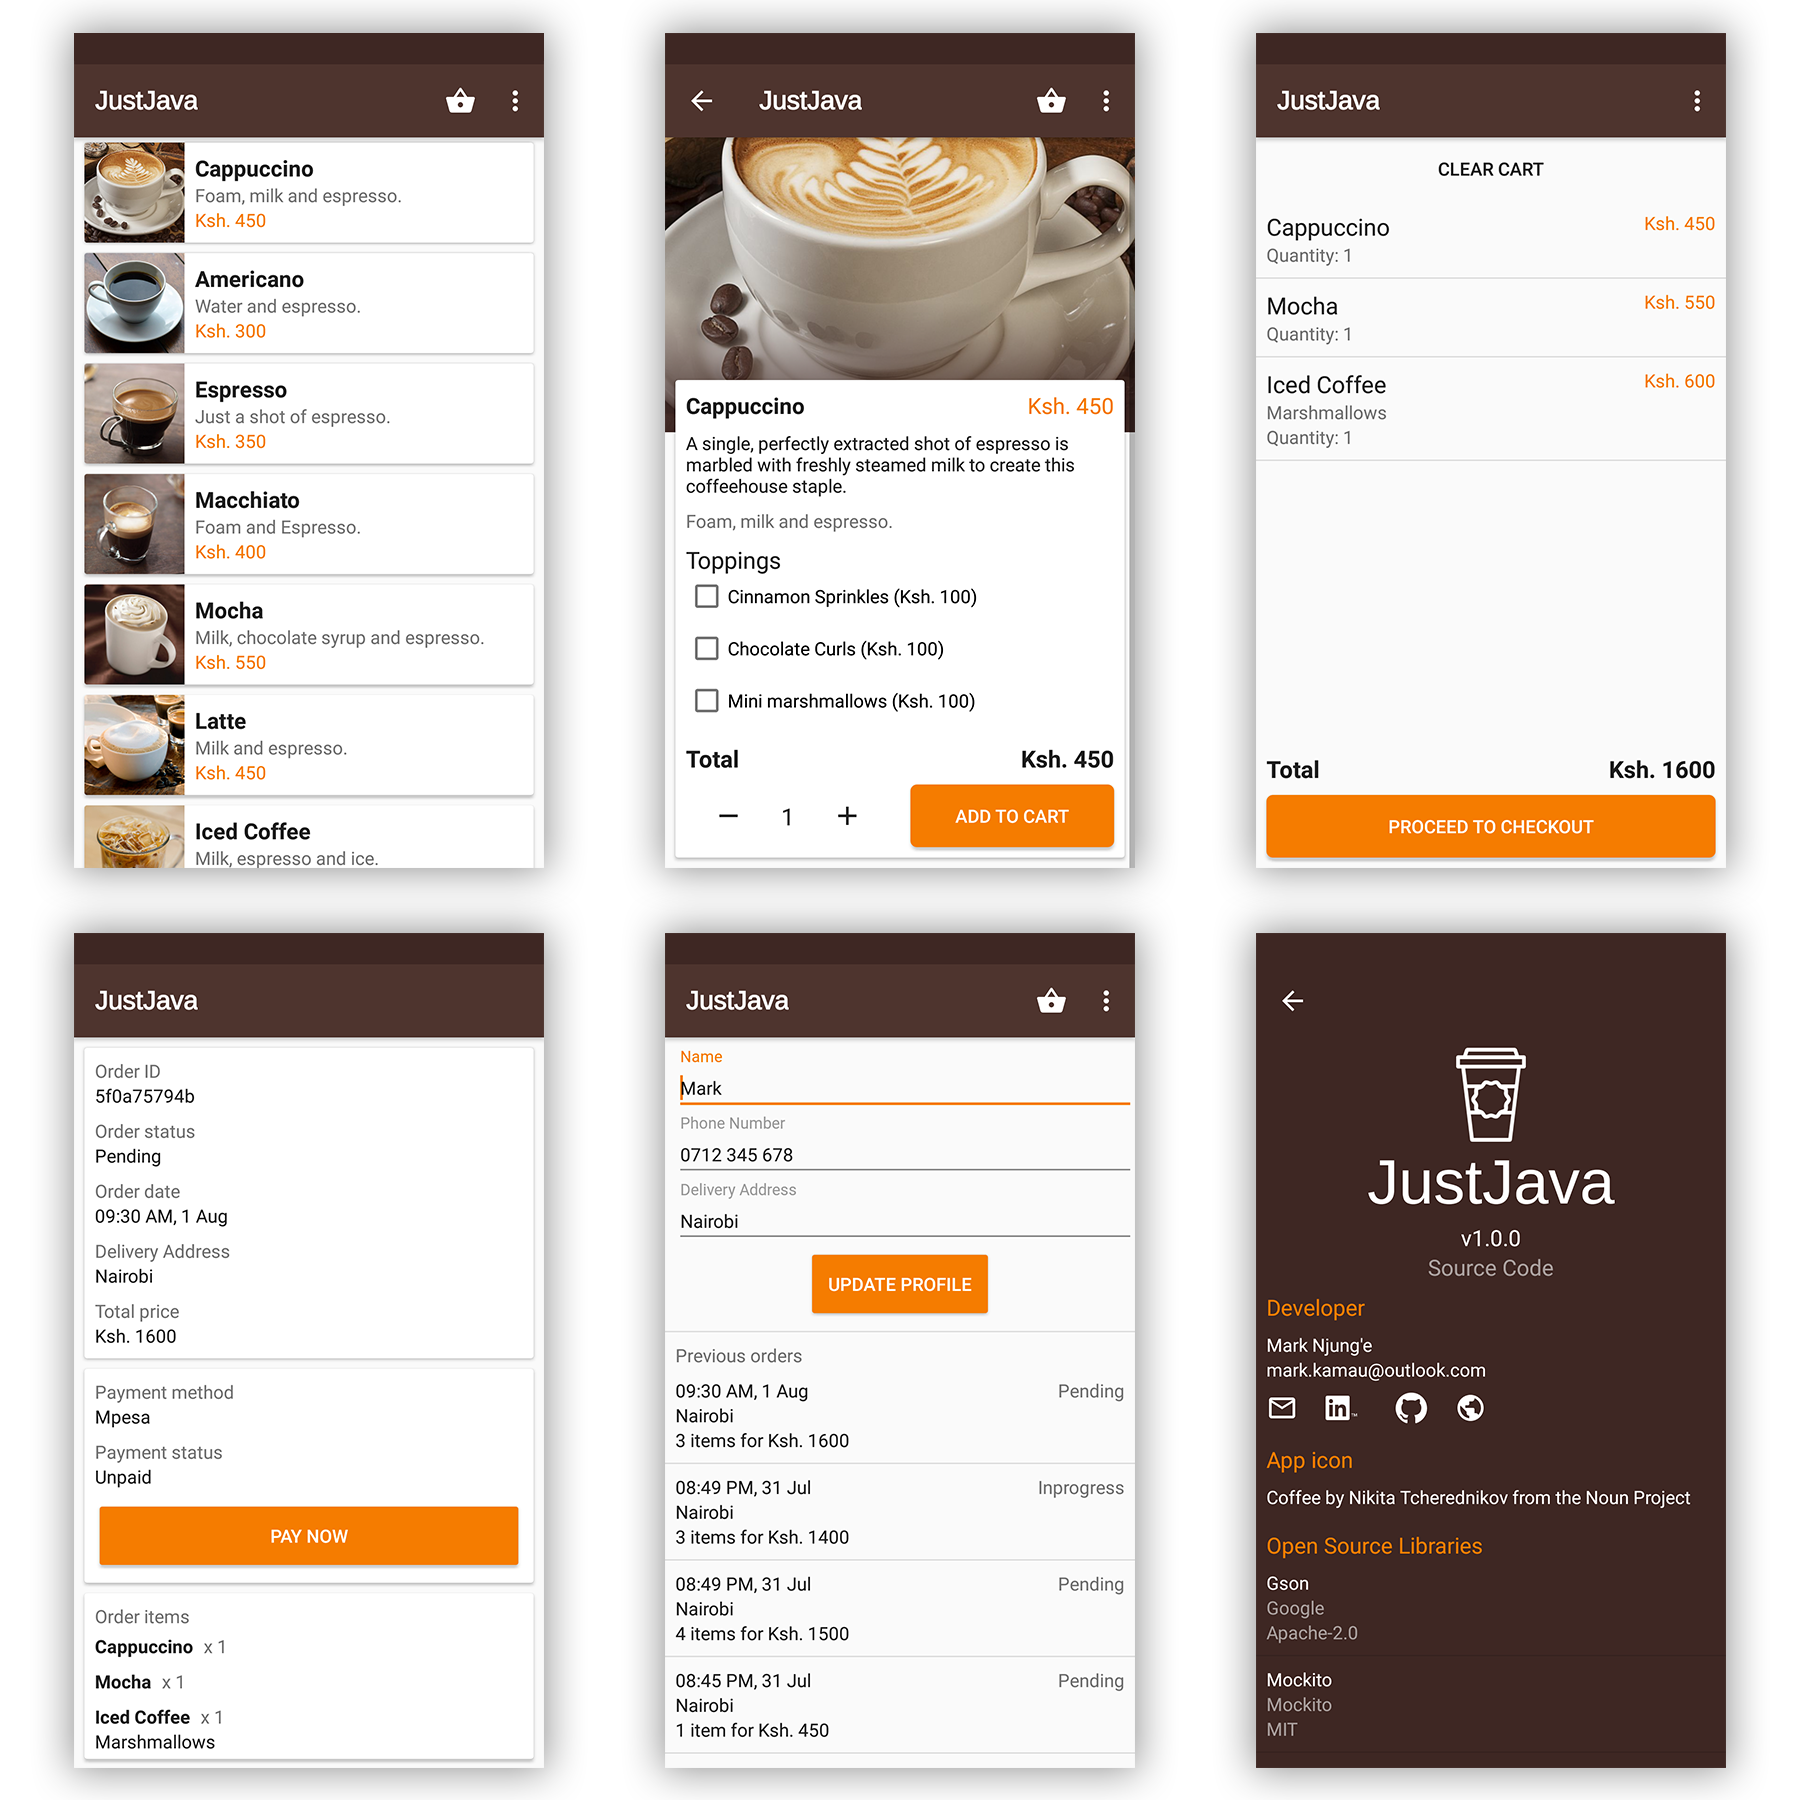 JustJava
Cappuccino
Foam, milk and espresso.
Ksh. 450
Americano
Water and espresso.
Ksh. 300
Espresso
Just a shot of espresso.
Ksh. 350
Macchiato
Foam and Espresso.
Ksh. 400
Mocha
Milk, chocolate syrup and espresso.
Ksh. 550
Latte
Milk and espresso.
Ksh. 450
Iced Coffee
Milk, espresso and ice.
JustJava
Cappuccino Ksh. 450
A single, perfectly extracted shot of espresso is
marbled with freshly steamed milk to create this
coffeehouse staple.
Foam, milk and espresso.
Toppings
Cinnamon Sprinkles (Ksh. 100)
Chocolate Curls (Ksh. 100)
Mini marshmallows (Ksh. 100)
Total Ksh. 450
1 ADD TO CART
JustJava
CLEAR CART
Cappuccino Ksh. 450
Quantity: 1
Mocha Ksh. 550
Quantity: 1
Iced Coffee Ksh. 600
Marshmallows
Quantity: 1
Total Ksh. 1600
PROCEED TO CHECKOUT
JustJava
Order ID
5f0a75794b
Order status
Pending
Order date
09:30 AM, 1 Aug
Delivery Address
Nairobi
Total price
Ksh. 1600
Payment method
Mpesa
Payment status
Unpaid
PAY NOW
Order items
Cappuccino x 1
Mocha x 1
Iced Coffee x 1
Marshmallows
JustJava
Name
Mark
Phone Number
0712 345 678
Delivery Address
Nairobi
UPDATE PROFILE
Previous orders
09:30 AM, 1 Aug Pending
Nairobi
3 items for Ksh. 1600
08:49 PM, 31 Jul Inprogress
Nairobi
3 items for Ksh. 1400
08:49 PM, 31 Jul Pending
Nairobi
4 items for Ksh. 1500
08:45 PM, 31 Jul Pending
Nairobi
1 item for Ksh. 450
JustJava
v1.0.0
Source Code
Developer
Mark Njung'e
mark.kamau@outlook.com
in
App icon
Coffee by Nikita Tcherednikov from the Noun Project
Open Source Libraries
Gson
Google
Apache-2.0
Mockito
Mockito
MIT